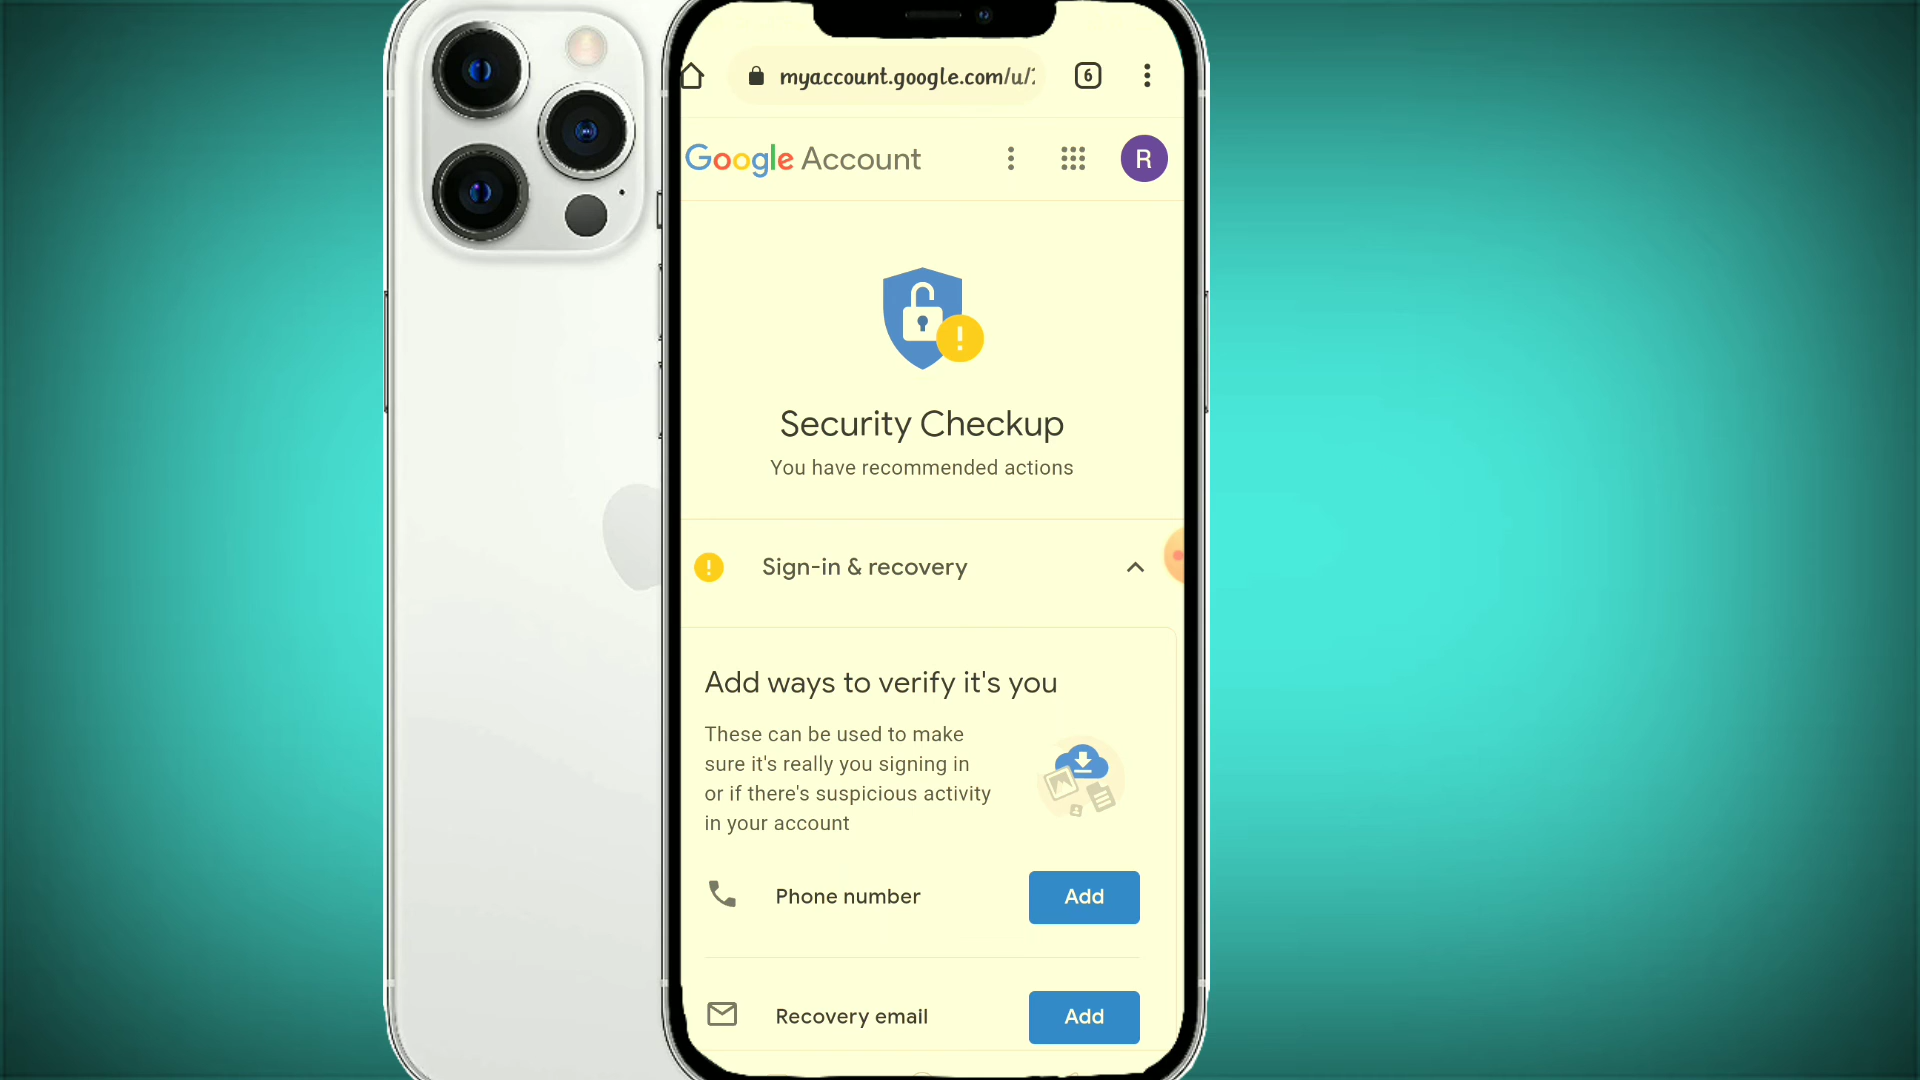 myaccount.google.com/u/
6
Google Account
R
Security Checkup
You have recommended actions
Sign-in & recovery
Add ways to verify it's you
These can be used to make
sure it's really you signing in
or if there's suspicious activity
in your account
Phone number
Add
Recovery email
Add